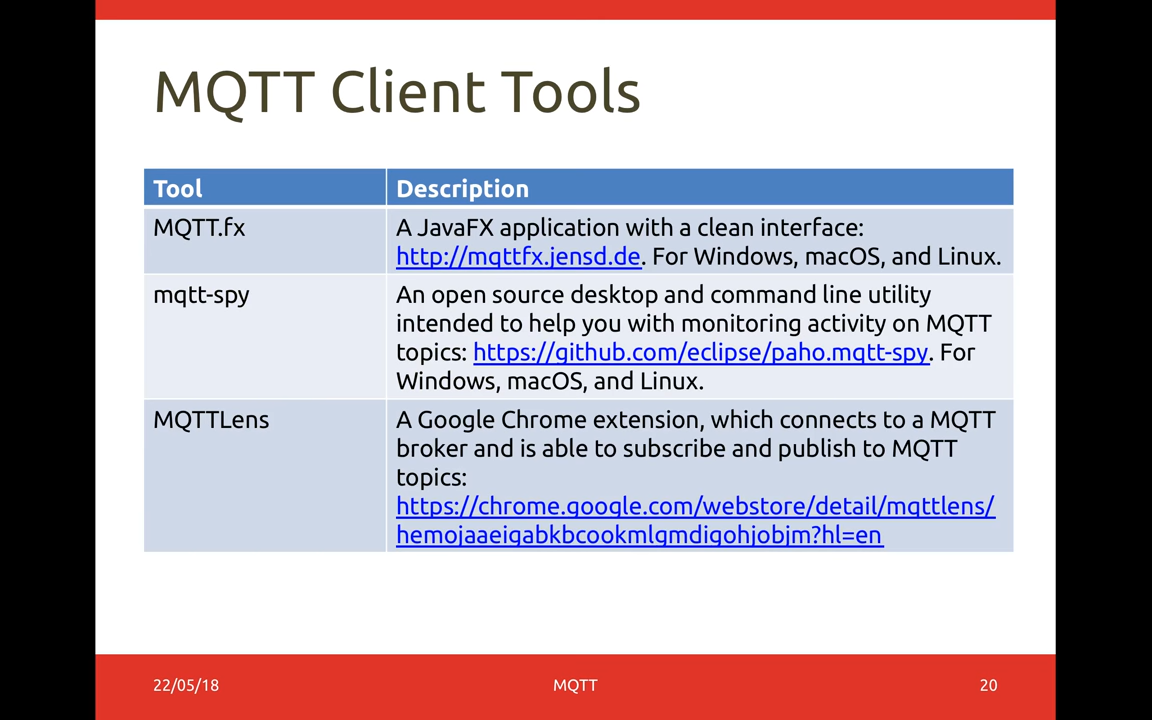 MQTT Client Tools
Tool Description
MQTT.fx A JavaFX application with a clean interface:
http://mqttfx.jensd.de. For Windows, macOS, and Linux.
mqtt-spy An open source desktop and command line utility
intended to help you with monitoring activity on MQTT
topics: https://github.com/eclipse/paho.mqtt-spy. For
Windows, macOS, and Linux.
MQTTLens A Google Chrome extension, which connects to a MQTT
broker and is able to subscribe and publish to MQTT
topics:
https://chrome.google.com/webstore/detail/mqttlens/
hemojaaeigabkbcookmlgmdigohjobjm?hl=en
22/05/18 MQTT 20